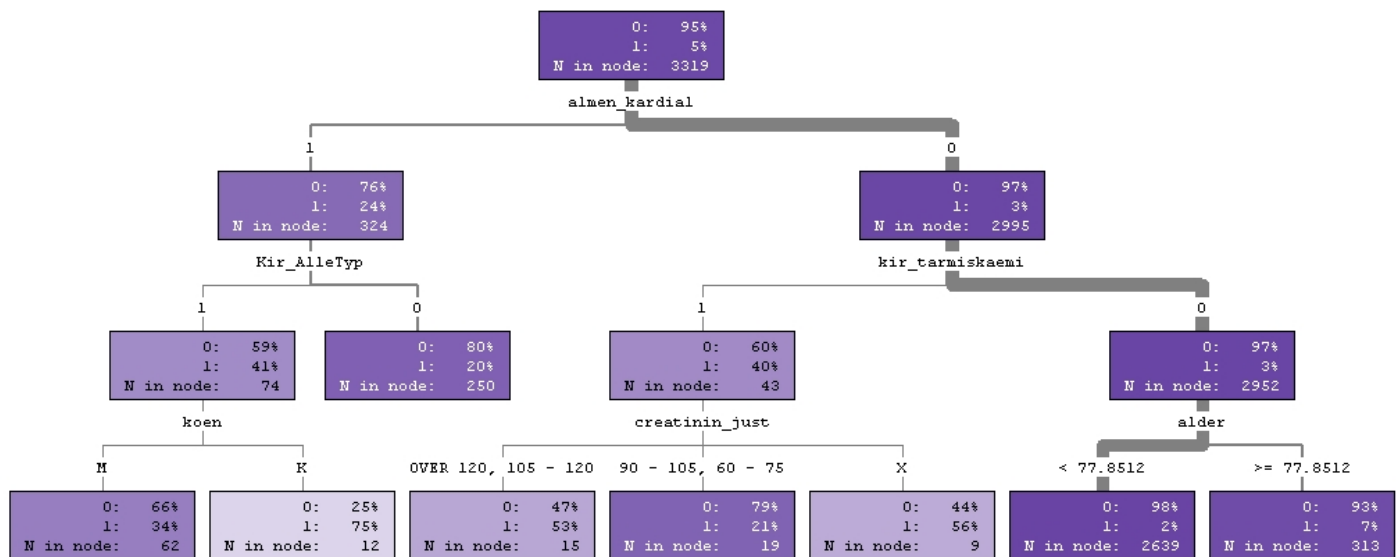 0: 95%
1: 5%
N in node: 3319
almen_kardial
1
0
0: 76%
1: 24%
N in node: 324
0: 97%
1: 3%
N in node: 2995
Kir_AlleTyp
kir_tarmiskaemi
1
0
1
0
0: 59%
1: 41%
N in node: 74
0: 80%
1: 20%
N in node: 250
0: 60%
1: 40%
N in node: 43
0: 97%
1: 3%
N in node: 2952
koen
creatinin_just
alder
M
K
OVER 120, 105 - 120
90 - 105, 60 - 75
X
< 77.8512
>= 77.8512
0: 66%
1: 34%
N in node: 62
0: 25%
1: 75%
N in node: 12
0: 47%
1: 53%
N in node: 15
0: 79%
1: 21%
N in node: 19
0: 44%
1: 56%
N in node: 9
0: 98%
1: 2%
N in node: 2639
0: 93%
1: 7%
N in node: 313